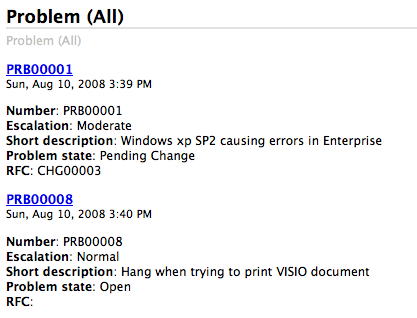 Problem (All)
Problem (All)
PRB00001
Sun, Aug 10, 2008 3:39 PM
Number: PRB00001
Escalation: Moderate
Short description: Windows xp SP2 causing errors in Enterprise
Problem state: Pending Change
RFC: CHG00003
PRB00008
Sun, Aug 10, 2008 3:40 PM
Number: PRB00008
Escalation: Normal
Short description: Hang when trying to print VISIO document
Problem state: Open
RFC: